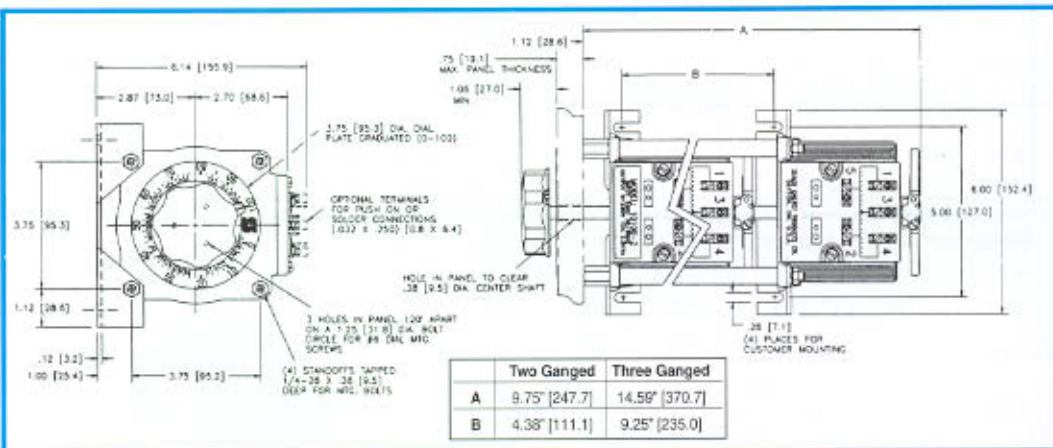 6.14 [155.9]
2.87 [73.0]
2.70 [68.6]
3.75 [95.3] DIA. DIAL
PLATE GRADUATED (0-100)
OPTIONAL TERMINALS
FOR PUSH ON OR
SOLDER CONNECTIONS
[.032 X .250] [0.8 X 6.4]
3.75 [95.3]
1.12 [28.6]
.12 [3.2]
1.00 [25.4]
3.75 [95.2]
3 HOLES IN PANEL 120° APART
ON A 1.25 [31.8] DIA. BOLT
CIRCLE FOR #6 DIAL MTG.
SCREWS
(4) STANDOFFS TAPPED
1/4-28 X .38 [9.5]
DEEP FOR MTG. BOLTS
1.12 [28.6]
A
.75 [19.1]
MAX. PANEL THICKNESS
B
1.06 [27.0]
MIN
HOLE IN PANEL TO CLEAR
.38 [9.5] DIA. CENTER SHAFT
6.00 [152.4]
5.00 [127.0]
.28 [7.1]
(4) PLACES FOR
CUSTOMER MOUNTING
Two Ganged Three Ganged
A 9.75" [247.7] 14.59" [370.7]
B 4.38" [111.1] 9.25" [235.0]